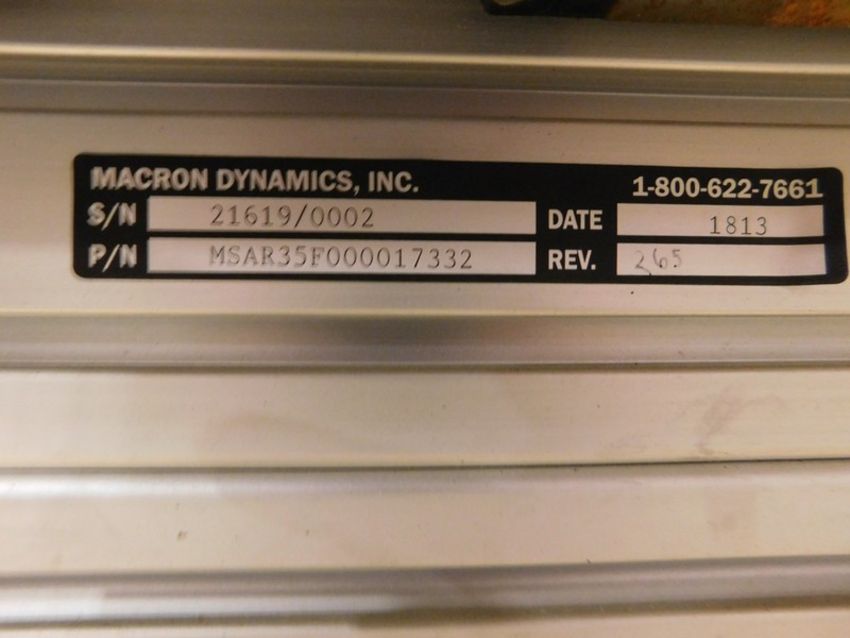 MACRON DYNAMICS, INC. 1-800-622-7661
S/N 21619/0002 DATE 1813
P/N MSAR35F000017332 REV. 265